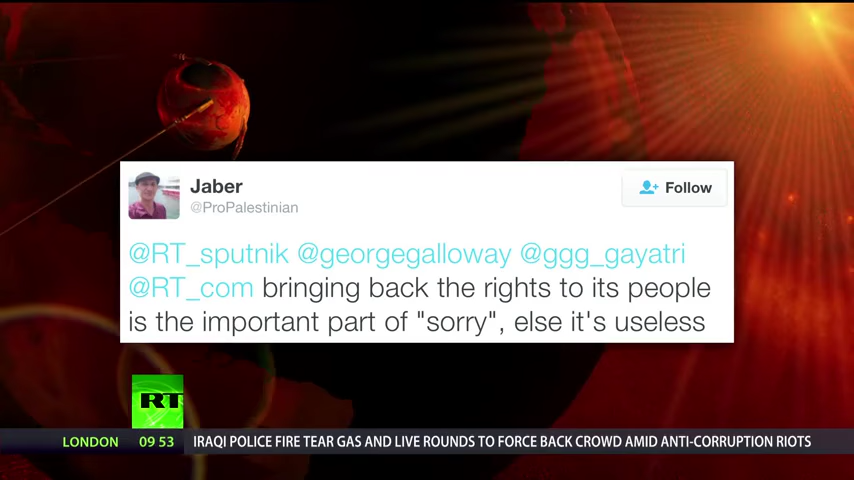 Jaber
@ProPalestinian
Follow
@RT_sputnik @georgegalloway @ggg_gayatri
@RT_com bringing back the rights to its people
is the important part of "sorry", else it's useless
RT
LONDON 09 53 IRAQI POLICE FIRE TEAR GAS AND LIVE ROUNDS TO FORCE BACK CROWD AMID ANTI-CORRUPTION RIOTS